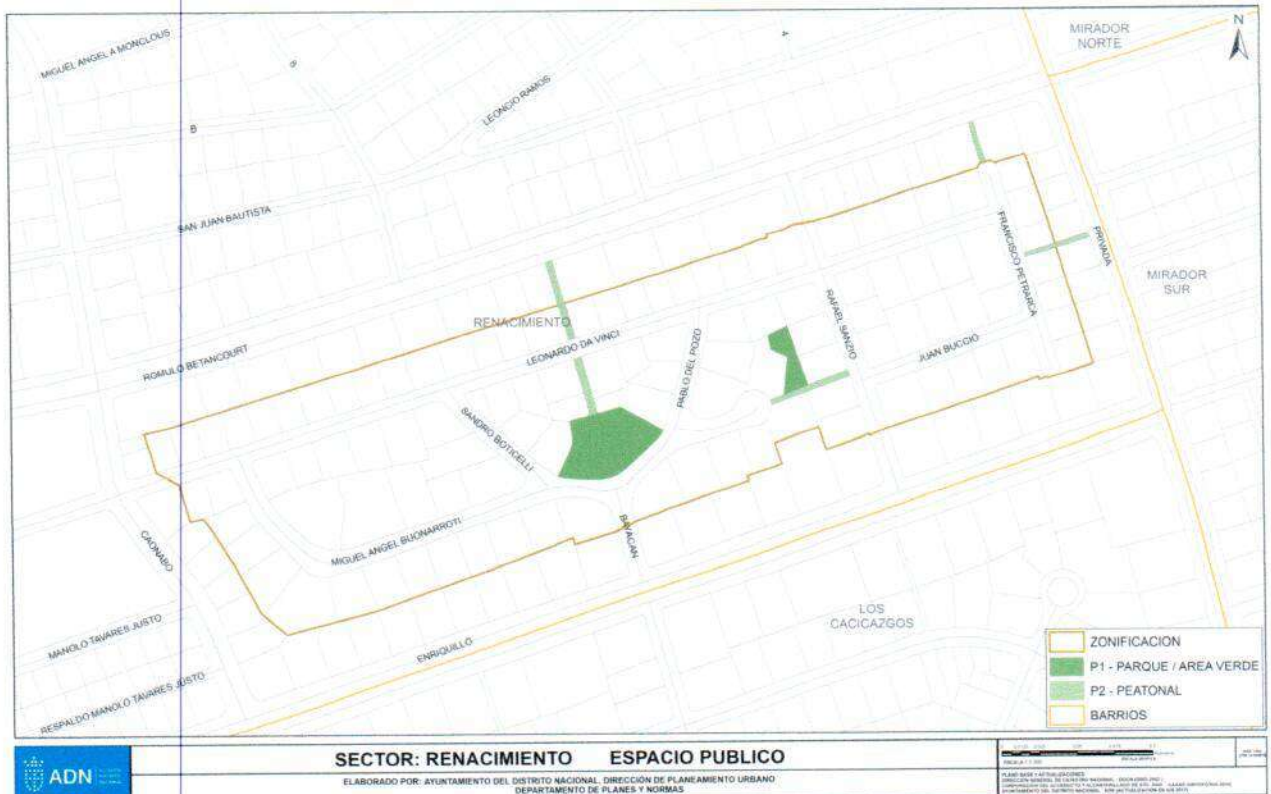 MIGUEL ANGEL A MONCLOUS
MIRADOR
NORTE
N
LEONCIO RAMOS
B
SAN JUAN BAUTISTA
FRANCISCO PETRARCA
PRIVADA
MIRADOR
SUR
RENACIMIENTO
RAFAEL SANZIO
LEONARDO DA VINCI
ROMULO BETANCOURT
PABLO DEL POZO
JUAN BUCCIO
SANDRO BOTICELLI
MIGUEL ANGEL BUONARROTI
BAYACAN
CAONABO
LOS
CACICAZGOS
MANOLO TAVARES JUSTO
ENRIQUILLO
RESPALDO MANOLO TAVARES JUSTO
ZONIFICACION
P1 - PARQUE / AREA VERDE
P2 - PEATONAL
BARRIOS
ADN
SECTOR: RENACIMIENTO ESPACIO PUBLICO
ELABORADO POR: AYUNTAMIENTO DEL DISTRITO NACIONAL, DIRECCIÓN DE PLANEAMIENTO URBANO
DEPARTAMENTO DE PLANES Y NORMAS